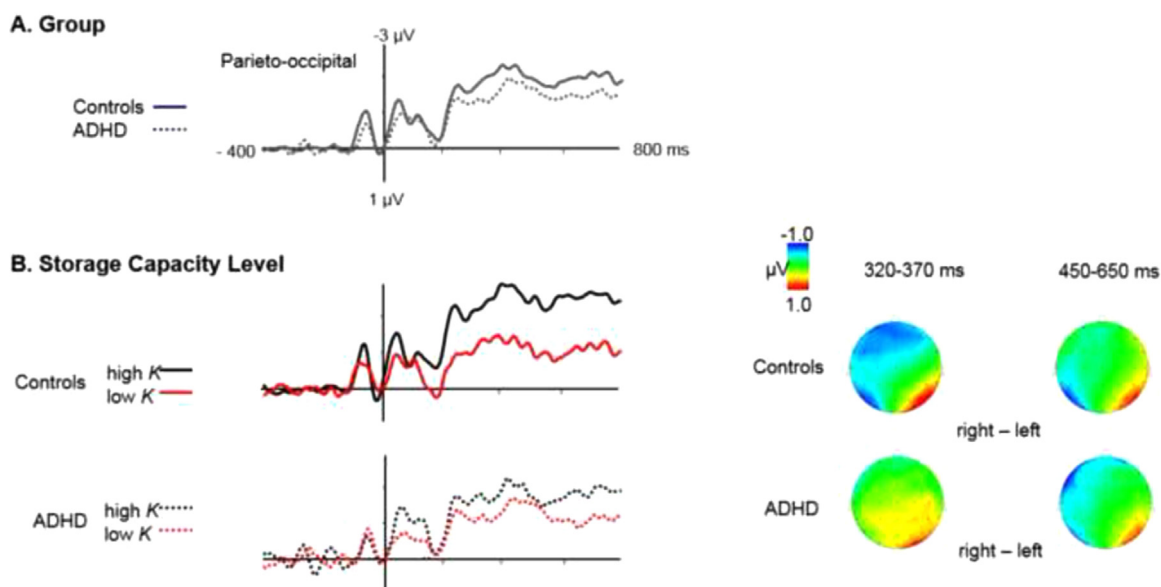 A. Group
-3 µV
Parieto-occipital
Controls
ADHD
- 400
800 ms
1 µV
B. Storage Capacity Level
Controls
high K
low K
ADHD
high K
low K
-1.0
µV
1.0
320-370 ms
450-650 ms
Controls
right – left
ADHD
right – left